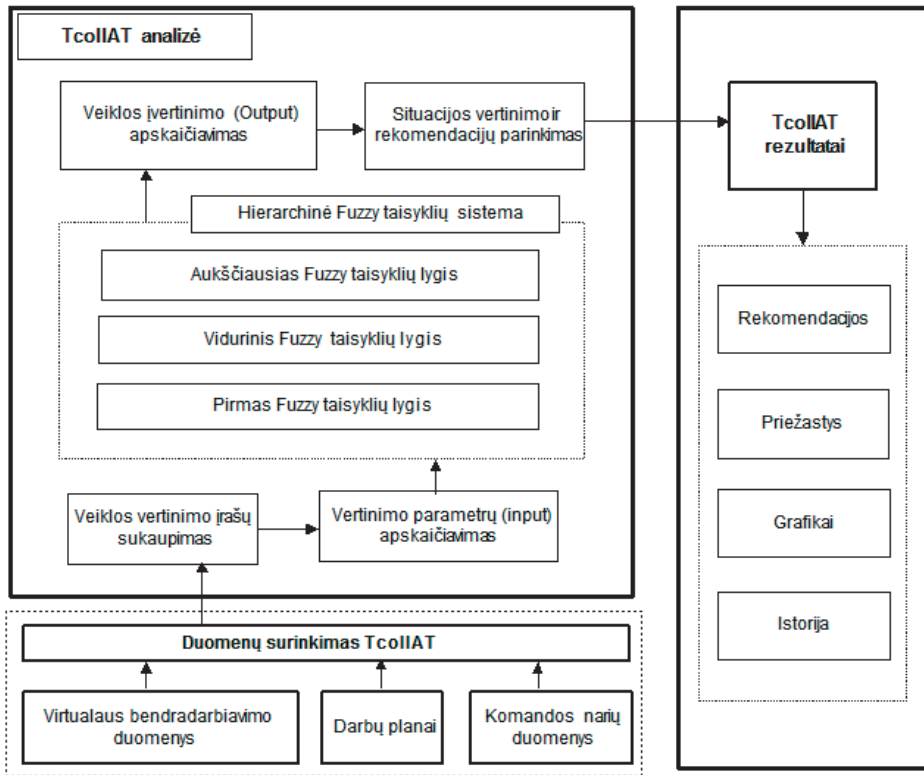 TcollAT analizė
Veiklos įvertinimo (Output)
apskaičiavimas
Situacijos vertinimo ir
rekomendacijų parinkimas
Hierarchinė Fuzzy taisyklių sistema
Aukščiausias Fuzzy taisyklių lygis
Vidurinis Fuzzy taisyklių lygis
Pirmas Fuzzy taisyklių lygis
Veiklos vertinimo įrašų
sukaupimas
Vertinimo parametrų (input)
apskaičiavimas
Duomenų surinkimas TcollAT
Virtualaus bendradarbiavimo
duomenys
Darbų planai
Komandos narių
duomenys
TcollAT
rezultatai
Rekomendacijos
Priežastys
Grafikai
Istorija